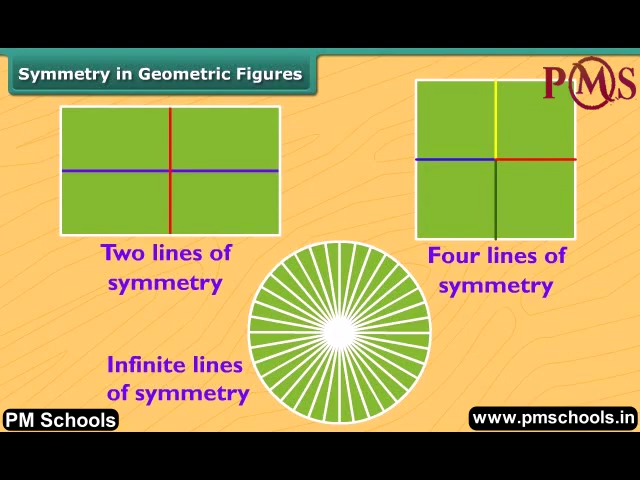 Symmetry in Geometric Figures
PMS
Two lines of
symmetry
Four lines of
symmetry
Infinite lines
of symmetry
PM Schools
www.pmschools.in